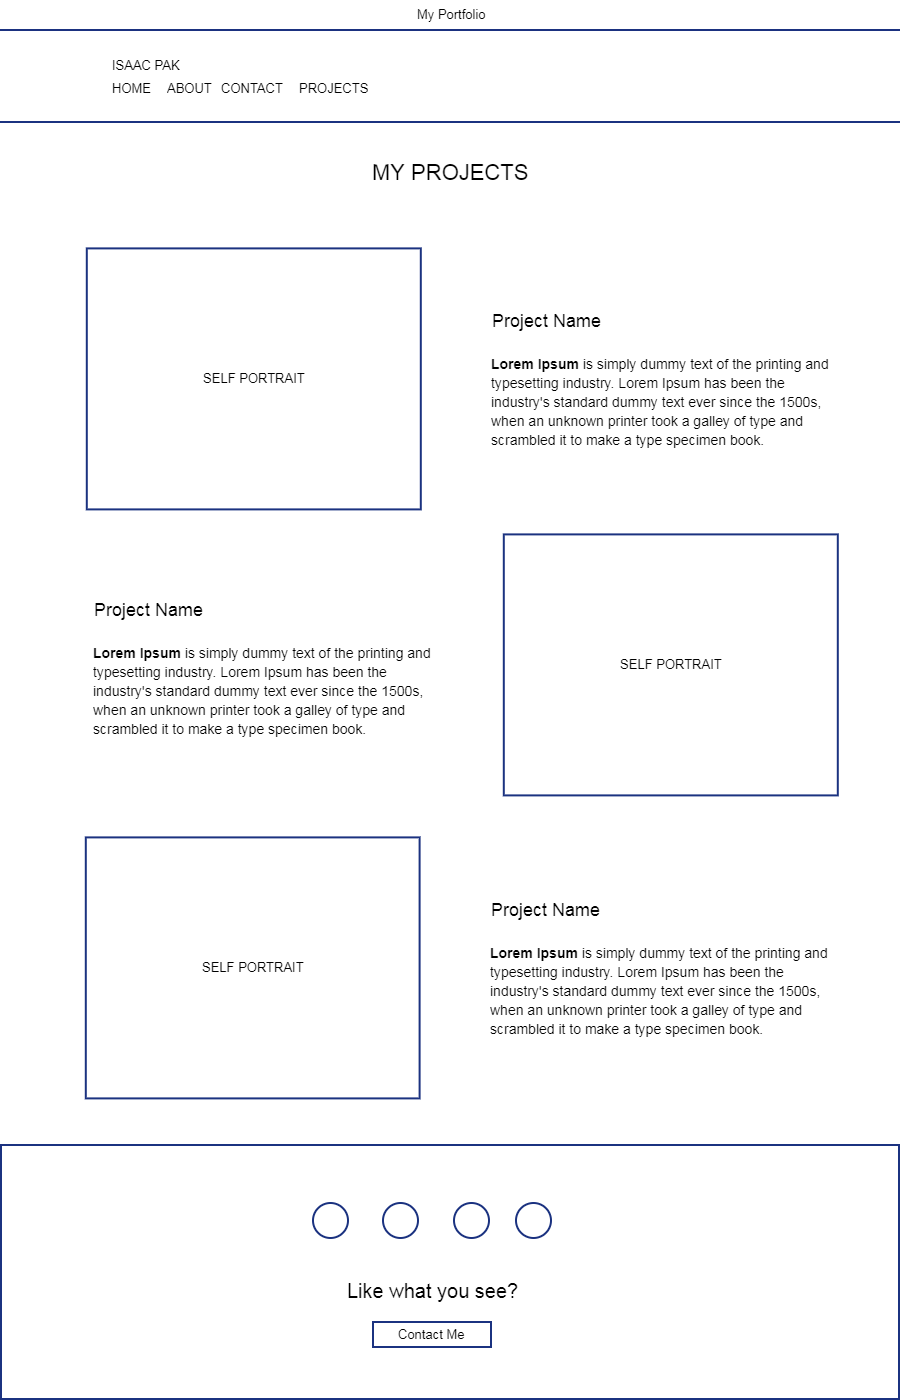 My Portfolio
ISAAC PAK
HOME ABOUT CONTACT PROJECTS
MY PROJECTS
SELF PORTRAIT
Project Name
Lorem Ipsum is simply dummy text of the printing and
typesetting industry. Lorem Ipsum has been the
industry's standard dummy text ever since the 1500s,
when an unknown printer took a galley of type and
scrambled it to make a type specimen book.
Project Name
Lorem Ipsum is simply dummy text of the printing and
typesetting industry. Lorem Ipsum has been the
industry's standard dummy text ever since the 1500s,
when an unknown printer took a galley of type and
scrambled it to make a type specimen book.
SELF PORTRAIT
SELF PORTRAIT
Project Name
Lorem Ipsum is simply dummy text of the printing and
typesetting industry. Lorem Ipsum has been the
industry's standard dummy text ever since the 1500s,
when an unknown printer took a galley of type and
scrambled it to make a type specimen book.
Like what you see?
Contact Me